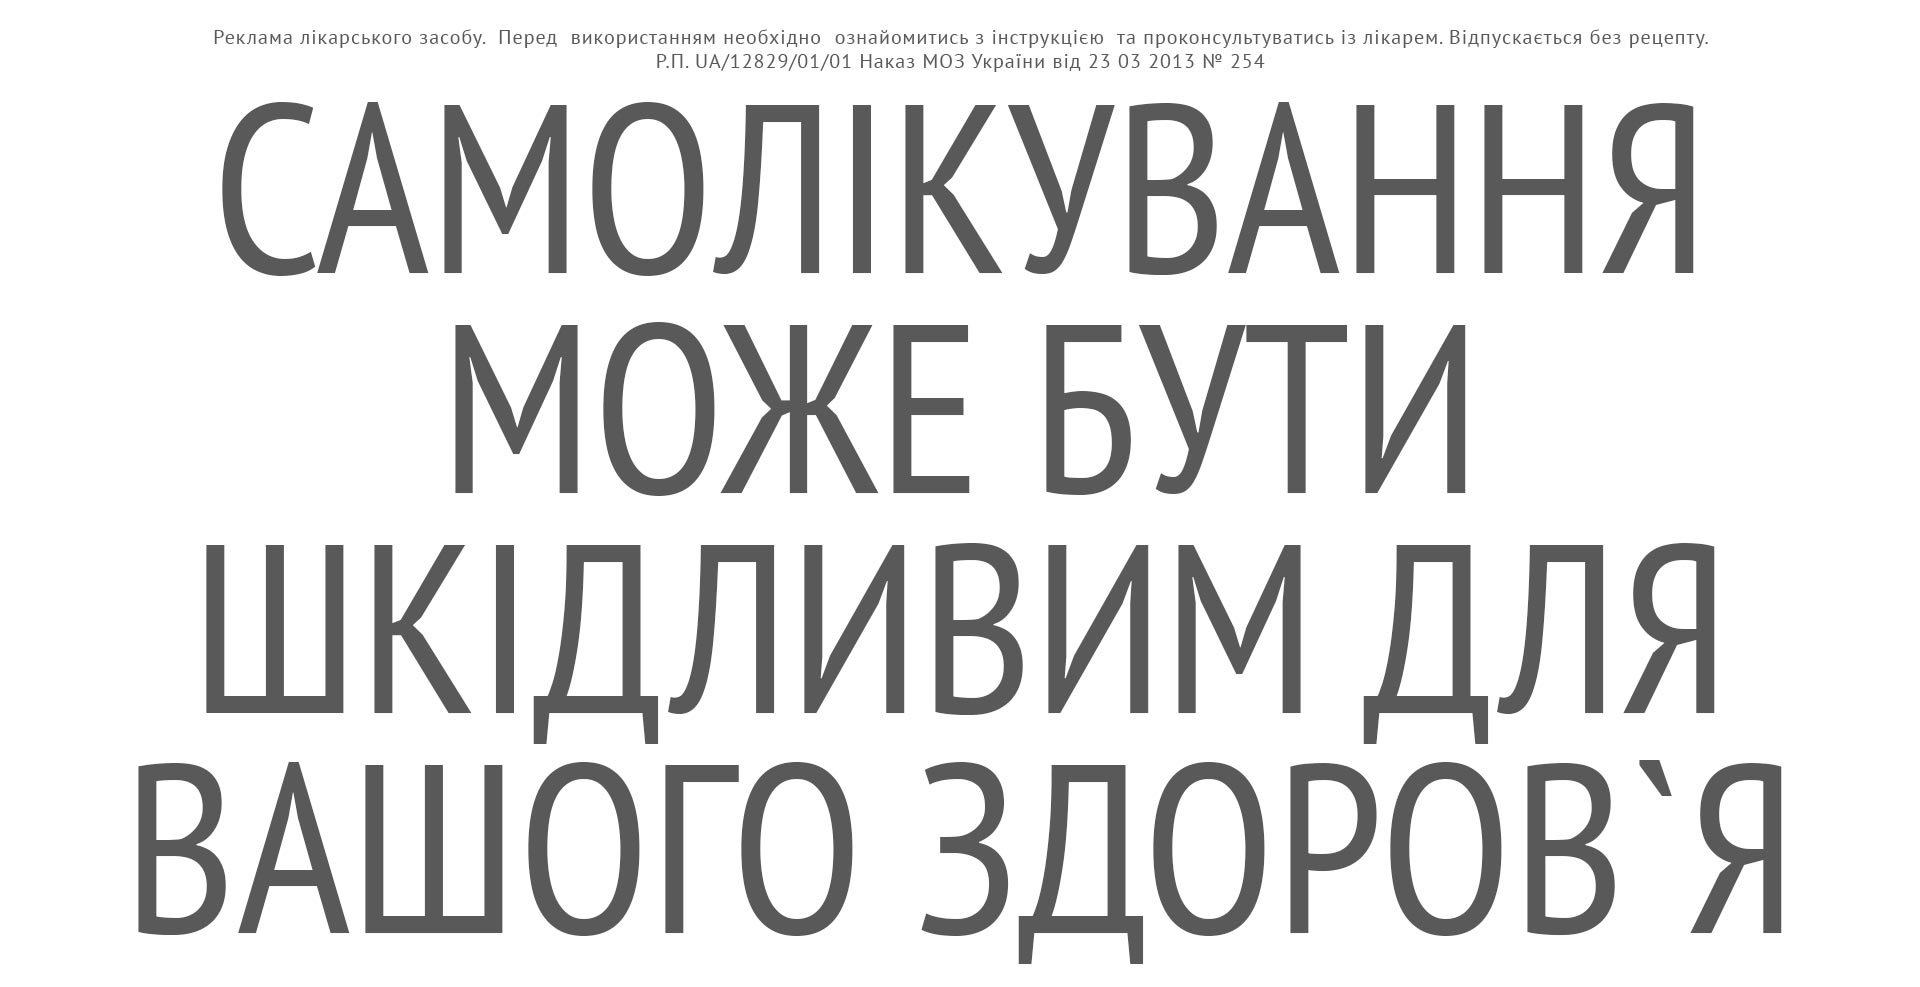 Реклама лікарського засобу.  Перед  використанням необхідно  ознайомитись з інструкцією  та проконсультуватись із лікарем. Відпускається без рецепту.
Р.П. UA/12829/01/01 Наказ МОЗ України від 23 03 2013 № 254
САМОЛІКУВАННЯ
МОЖЕ БУТИ
ШКІДЛИВИМ ДЛЯ
ВАШОГО ЗДОРОВ`Я